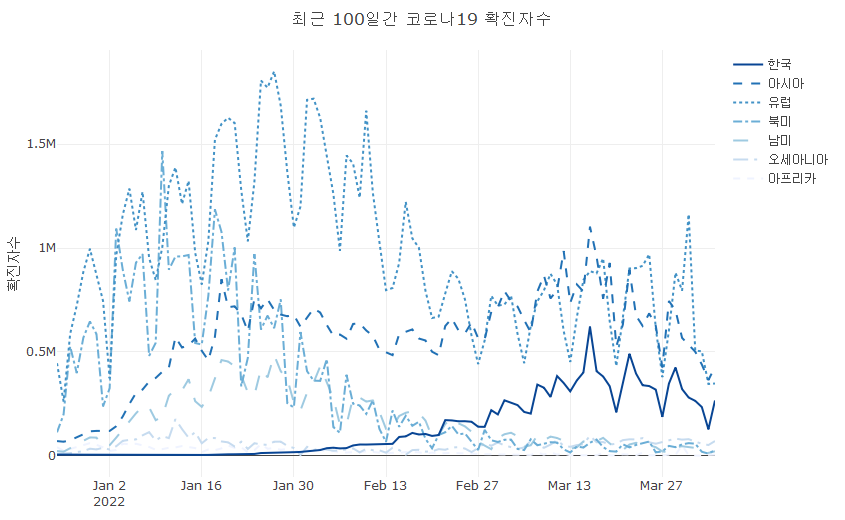 최근 100일간 코로나19 확진자수
한국
아시아
유럽
북미
남미
오세아니아
아프리카
확진자수
1.5M
1M
0.5M
0
Jan 2
2022
Jan 16
Jan 30
Feb 13
Feb 27
Mar 13
Mar 27